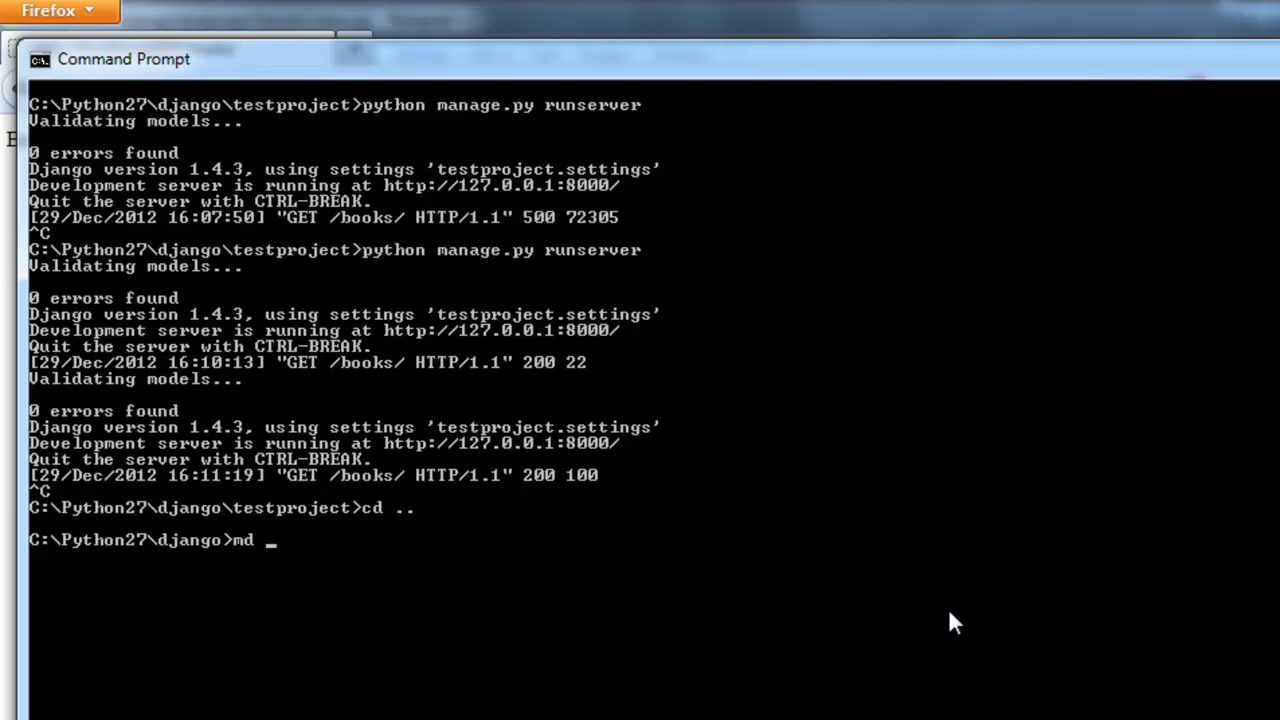 Firefox
Command Prompt
C:\Python27\django\testproject>python manage.py runserver
Validating models...
0 errors found
Django version 1.4.3, using settings 'testproject.settings'
Development server is running at http://127.0.0.1:8000/
Quit the server with CTRL-BREAK.
[29/Dec/2012 16:07:50] "GET /books/ HTTP/1.1" 500 72305
^C
C:\Python27\django\testproject>python manage.py runserver
Validating models...
0 errors found
Django version 1.4.3, using settings 'testproject.settings'
Development server is running at http://127.0.0.1:8000/
Quit the server with CTRL-BREAK.
[29/Dec/2012 16:10:13] "GET /books/ HTTP/1.1" 200 22
Validating models...
0 errors found
Django version 1.4.3, using settings 'testproject.settings'
Development server is running at http://127.0.0.1:8000/
Quit the server with CTRL-BREAK.
[29/Dec/2012 16:11:19] "GET /books/ HTTP/1.1" 200 100
^C
C:\Python27\django\testproject>cd ..
C:\Python27\django>md _